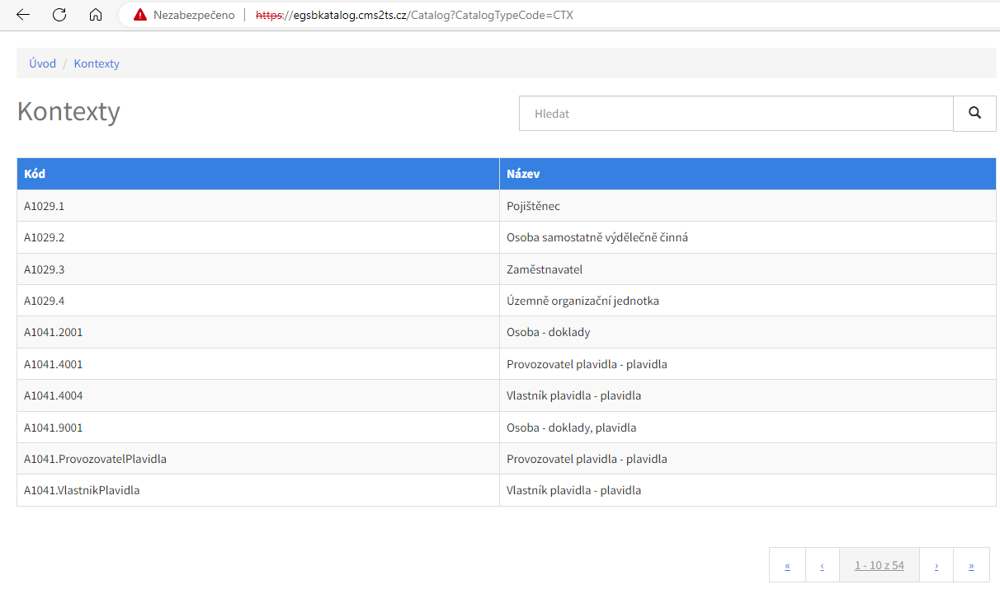 Nezabezpečeno https://egsbkatalog.cms2ts.cz/Catalog?CatalogTypeCode=CTX
Úvod / Kontexty
Kontexty
Hledat
Kód Název
A1029.1 Pojištěnec
A1029.2 Osoba samostatně výdělečně činná
A1029.3 Zaměstnavatel
A1029.4 Územně organizační jednotka
A1041.2001 Osoba - doklady
A1041.4001 Provozovatel plavidla - plavidla
A1041.4004 Vlastník plavidla - plavidla
A1041.9001 Osoba - doklady, plavidla
A1041.ProvozovatelPlavidla Provozovatel plavidla - plavidla
A1041.VlastnikPlavidla Vlastník plavidla - plavidla
« ‹ 1 - 10 z 54 › »